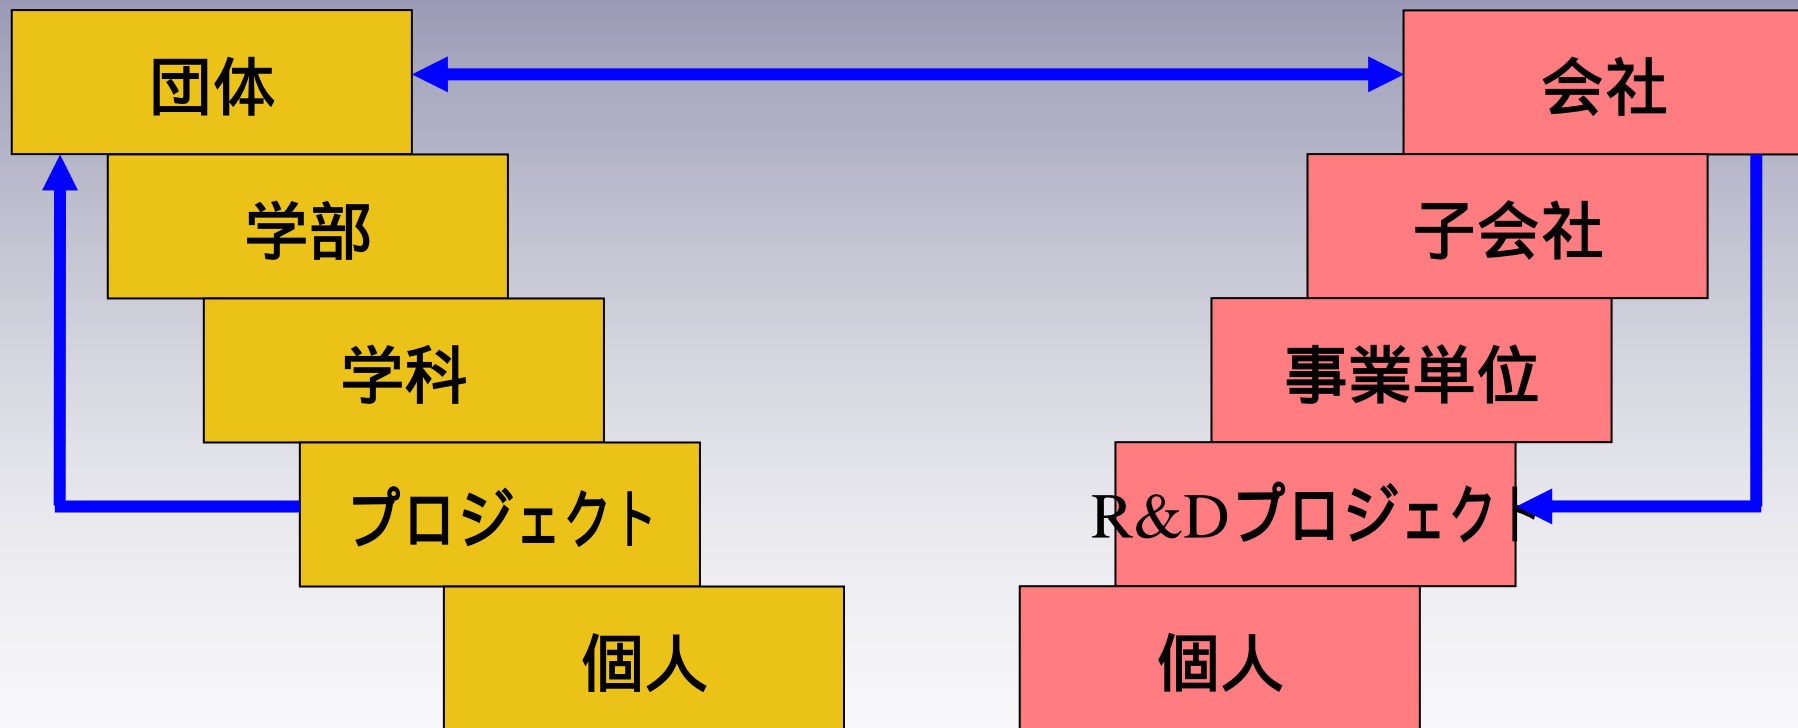 団体
会社
学部
子会社
学科
事業単位
プロジェクト
R&Dプロジェクト
個人
個人